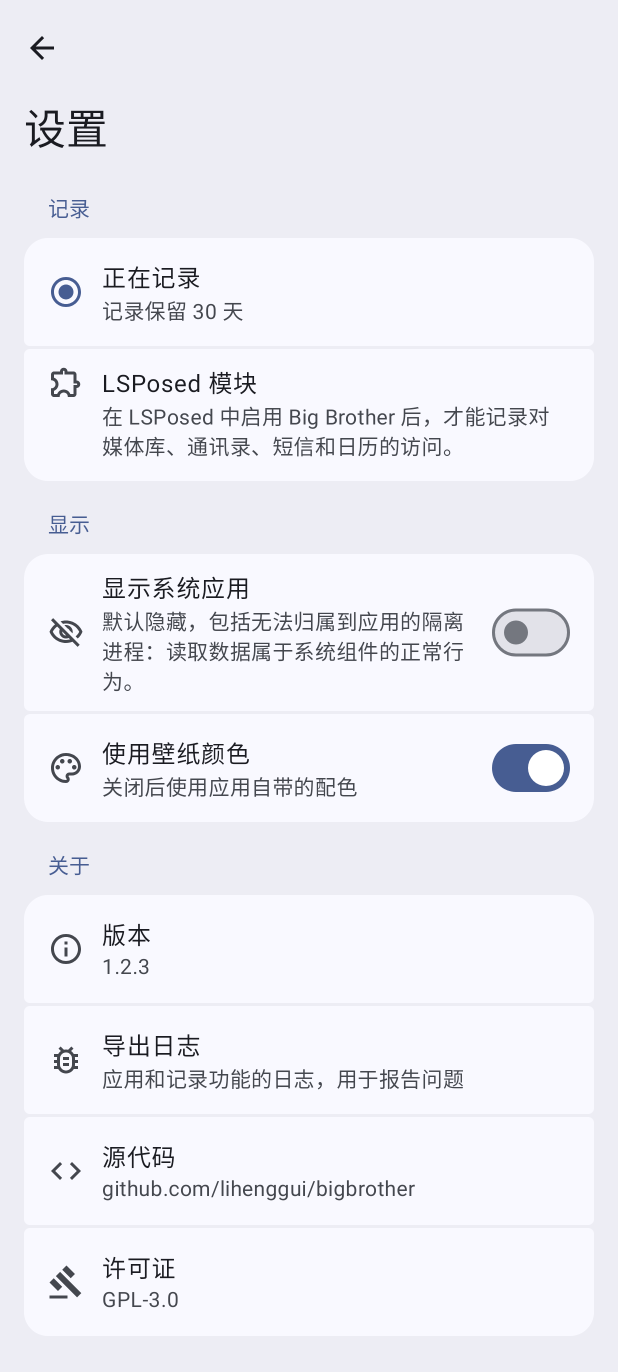 设置
记录
正在记录
记录保留 30 天
LSPosed 模块
在 LSPosed 中启用 Big Brother 后，才能记录对
媒体库、通讯录、短信和日历的访问。
显示
显示系统应用
默认隐藏，包括无法归属到应用的隔离
进程：读取数据属于系统组件的正常行
为。
使用壁纸颜色
关闭后使用应用自带的配色
关于
版本
1.2.3
导出日志
应用和记录功能的日志，用于报告问题
源代码
github.com/lihenggui/bigbrother
许可证
GPL-3.0